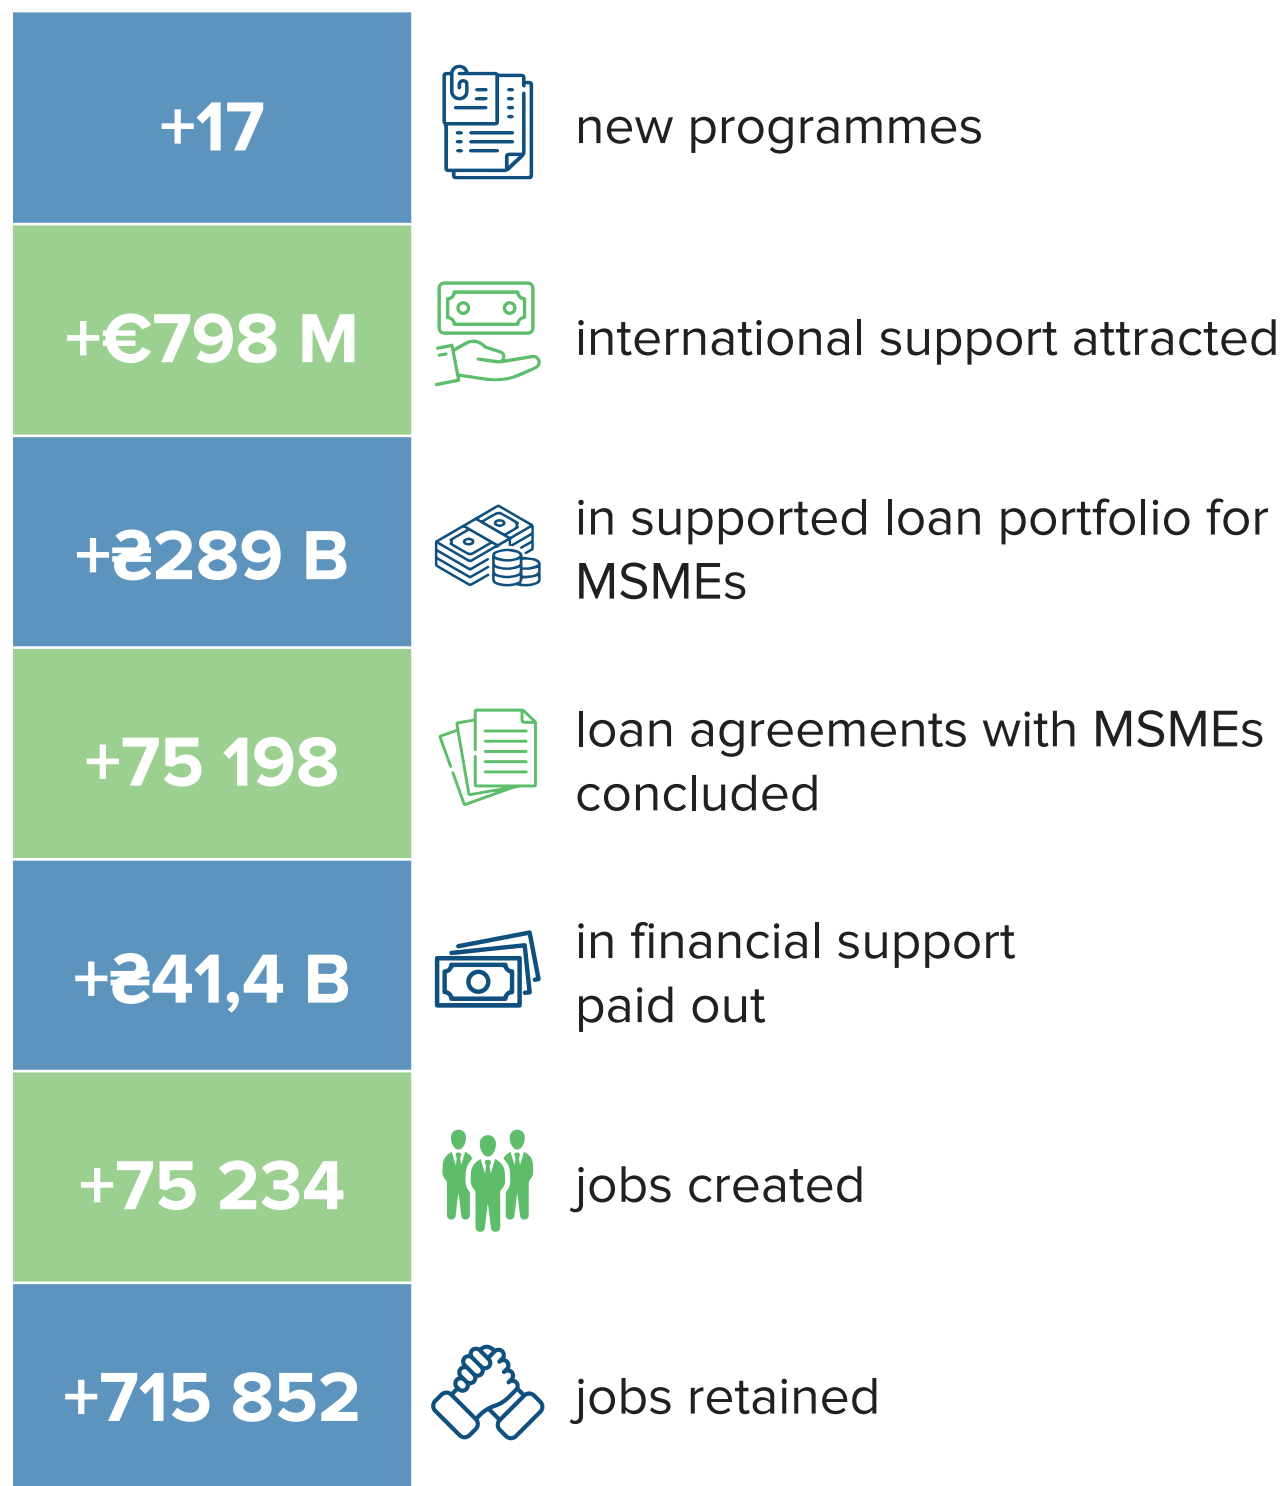 +17
new programmes
+€798 M
international support attracted
+₴289 B
in supported loan portfolio for
MSMEs
+75 198
loan agreements with MSMEs
concluded
+₴41,4 B
in financial support
paid out
+75 234
jobs created
+715 852
jobs retained